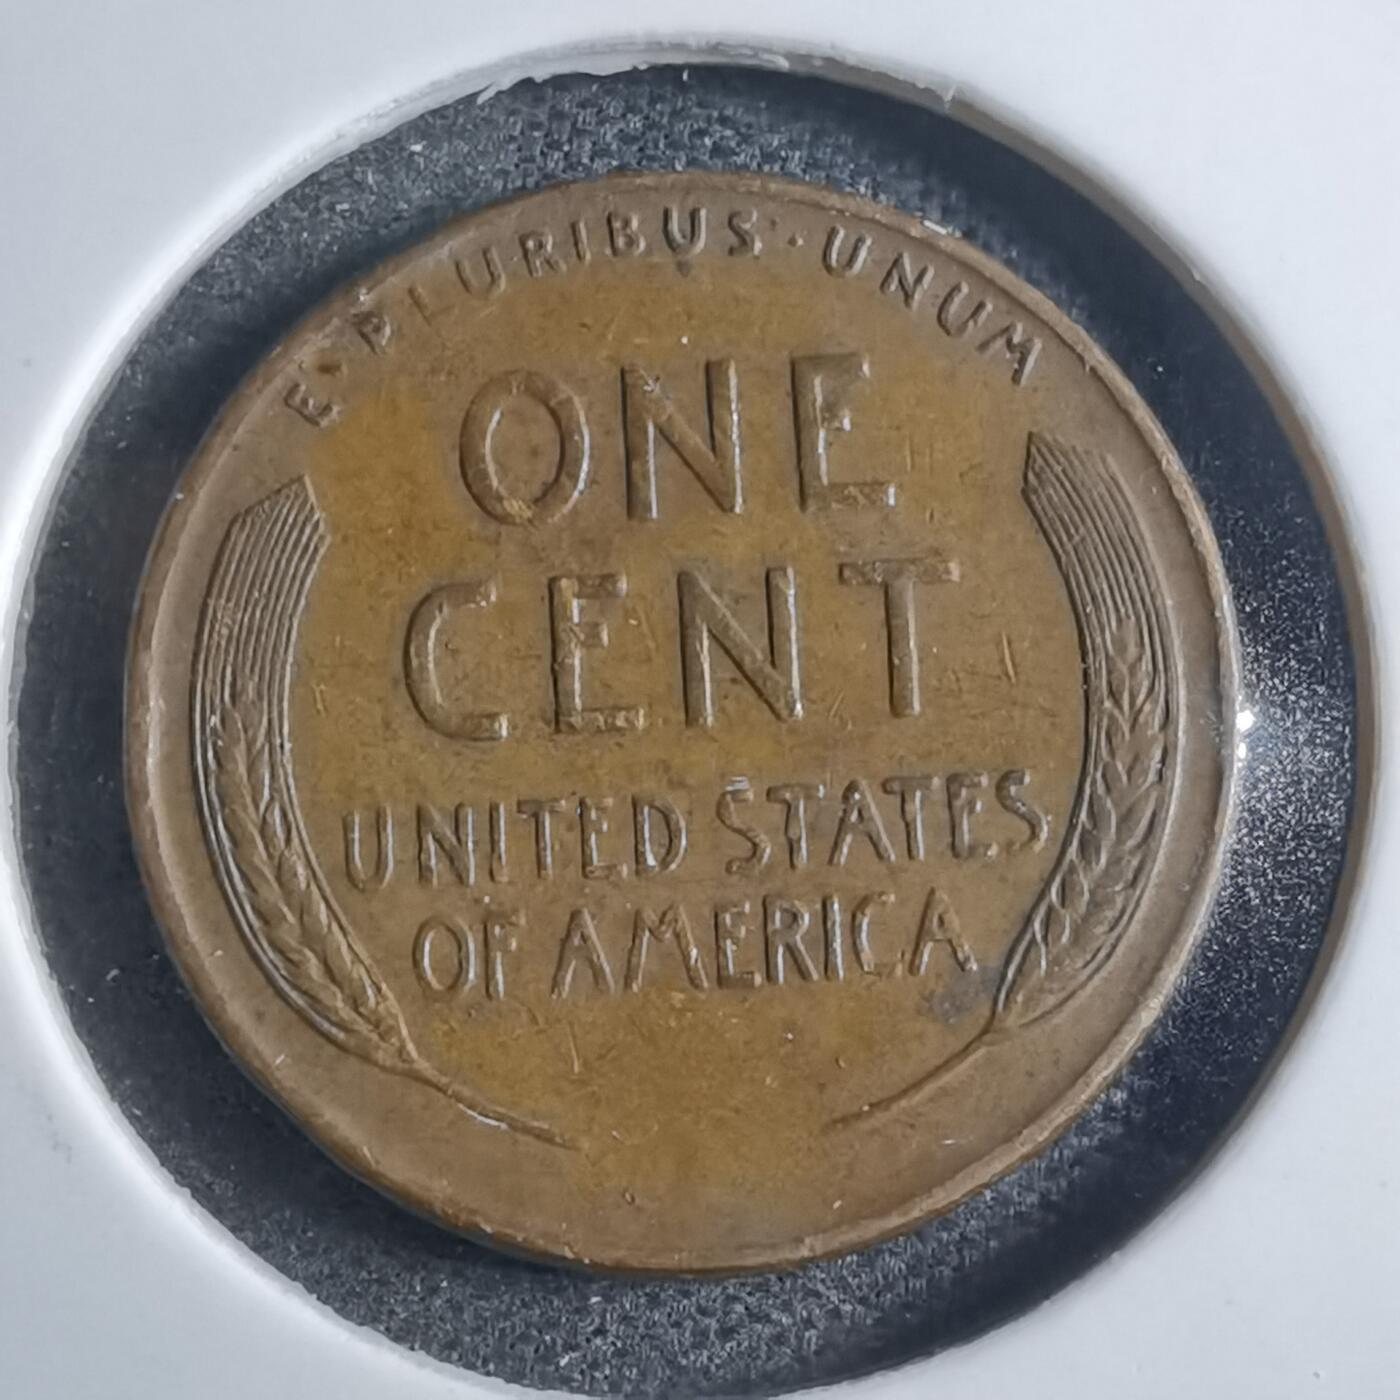 E·PLURIBUS·UNUM
ONE
CENT
UNITED STATES
OF AMERICA